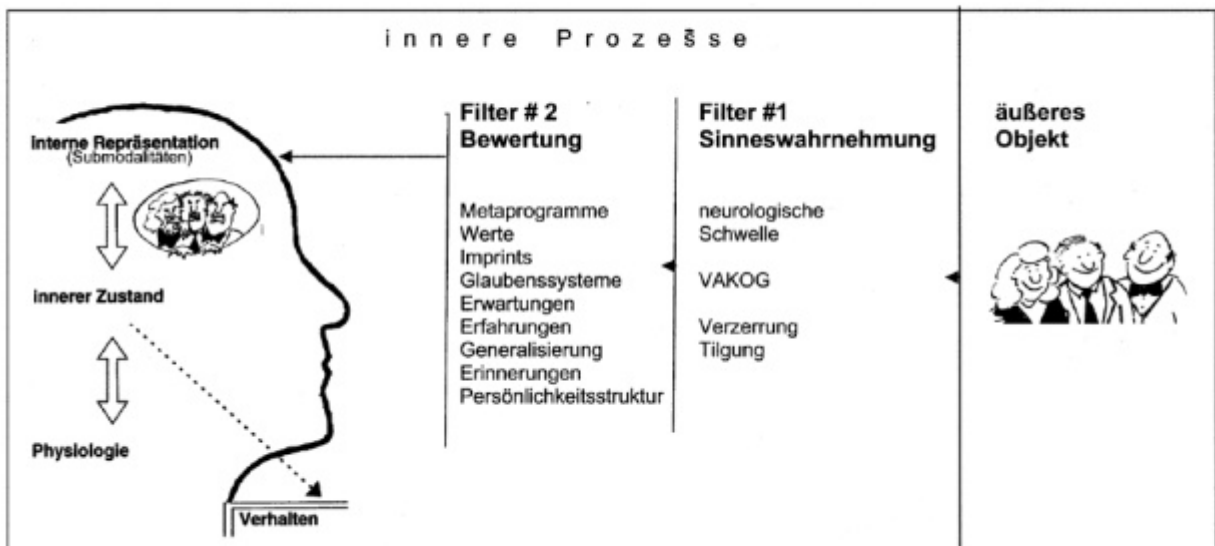 innere Prozesse
Interne Repräsentation
(Submodalitäten)
Innerer Zustand
Physiologie
Verhalten
Filter # 2
Bewertung
Metaprogramme
Werte
Imprints
Glaubenssysteme
Erwartungen
Erfahrungen
Generalisierung
Erinnerungen
Persönlichkeitsstruktur
Filter #1
Sinneswahrnehmung
neurologische
Schwelle
VAKOG
Verzerrung
Tilgung
äußeres
Objekt